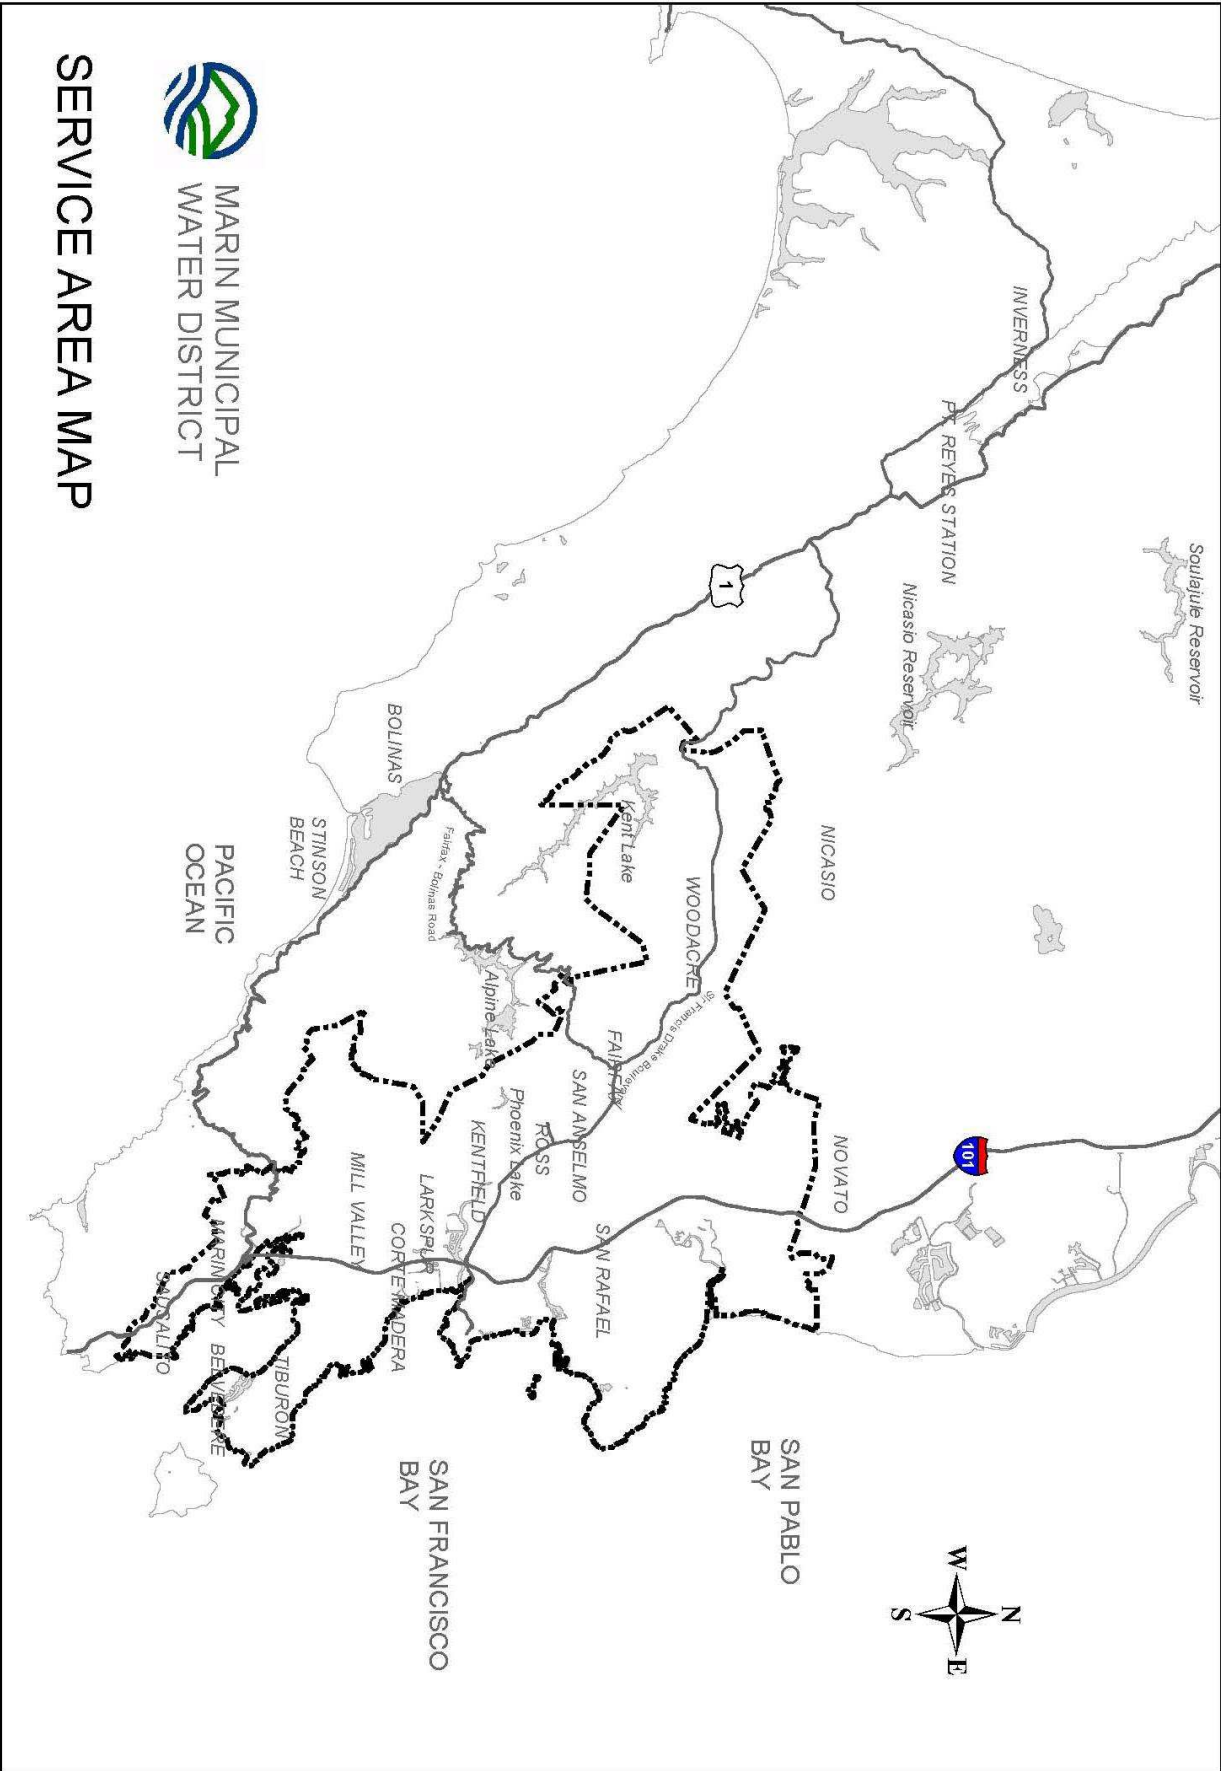 Soulajule Reservoir
INVERNESS
PT. REYES STATION
Nicasio Reservoir
1
NICASIO
Kent Lake
WOODACRE
Sir Francis Drake Boulevard
NOVATO
101
BOLINAS
Fairfax - Bolinas Road
STINSON
BEACH
Alpine Lake
FAIRFAX
SAN ANSELMO
ROSS
Phoenix Lake
KENTFIELD
SAN RAFAEL
LARKSPUR
CORTE MADERA
MILL VALLEY
MARIN CITY
SAUSALITO
TIBURON
BELVEDERE
PACIFIC
OCEAN
SAN PABLO
BAY
SAN FRANCISCO
BAY
N
W
E
S
MARIN MUNICIPAL
WATER DISTRICT
SERVICE AREA MAP